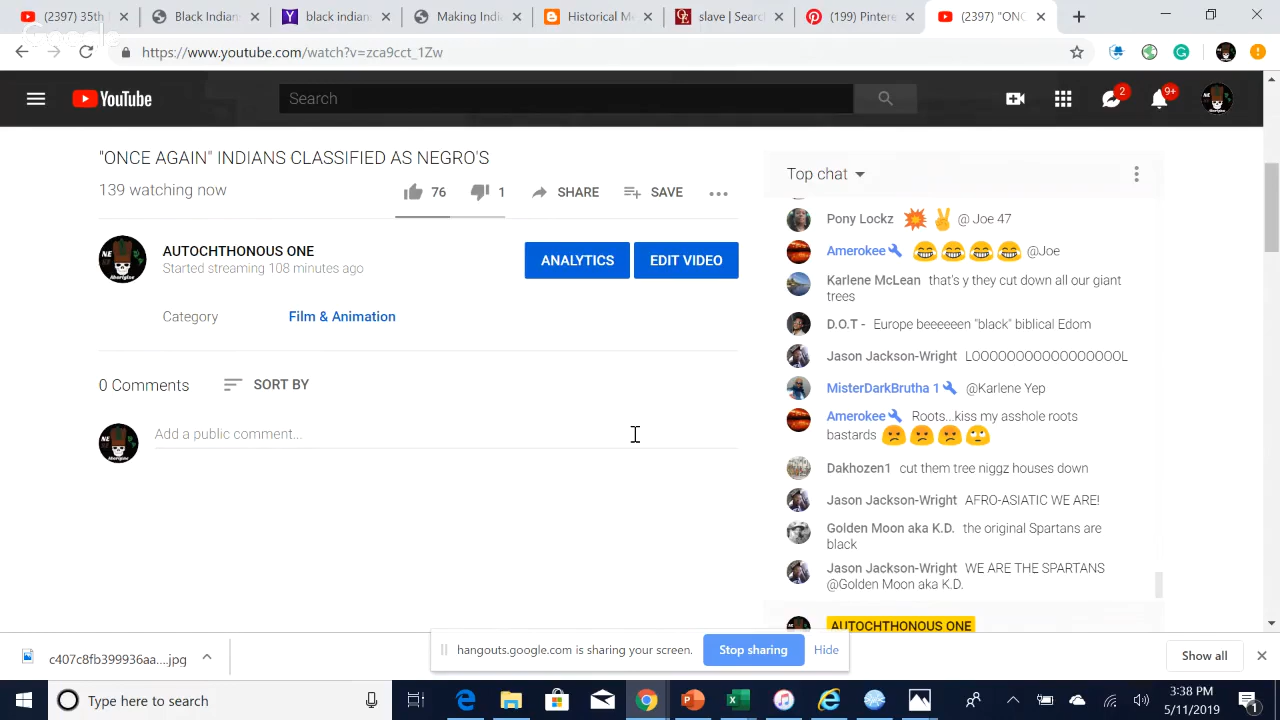 (2397) 35th
Black Indians
black indian
Making Indi
Historical M
slave | Search
(199) Pinter
(2397) "ONC
https://www.youtube.com/watch?v=zca9cct_1Zw
YouTube
Search
2
9+
"ONCE AGAIN" INDIANS CLASSIFIED AS NEGRO'S
139 watching now
76
1
SHARE
SAVE
AUTOCHTHONOUS ONE
Started streaming 108 minutes ago
ANALYTICS
EDIT VIDEO
Category
Film & Animation
0 Comments
SORT BY
Add a public comment...
Top chat
Pony Lockz 💥✌ @ Joe 47
Amerokee 😂😂😂😂 @Joe
Karlene McLean that's y they cut down all our giant
trees
D.O.T - Europe beeeeeen "black" biblical Edom
Jason Jackson-Wright LOOOOOOOOOOOOOOOOOL
MisterDarkBrutha 1 @Karlene Yep
Amerokee Roots...kiss my asshole roots
bastards 😡😡😡🙄
Dakhozen1 cut them tree niggz houses down
Jason Jackson-Wright AFRO-ASIATIC WE ARE!
Golden Moon aka K.D. the original Spartans are
black
Jason Jackson-Wright WE ARE THE SPARTANS
@Golden Moon aka K.D.
AUTOCHTHONOUS ONE
c407c8fb399936aa....jpg
hangouts.google.com is sharing your screen.
Stop sharing
Hide
Show all
Type here to search
3:38 PM
5/11/2019
1